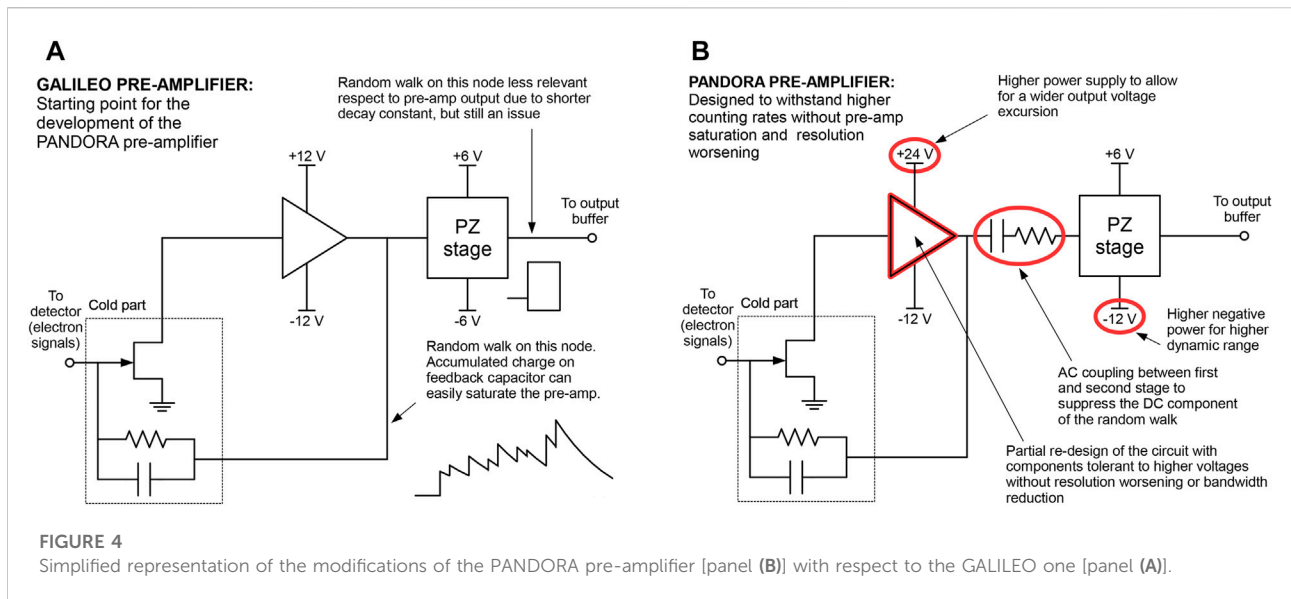 A
GALILEO PRE-AMPLIFIER:
Starting point for the
development of the
PANDORA pre-amplifier
Random walk on this node less relevant
respect to pre-amp output due to shorter
decay constant, but still an issue
+12 V
+6 V
To output
buffer
PZ
stage
-12 V
-6 V
To
detector
(electron
signals)
Cold part
Random walk on this node.
Accumulated charge on
feedback capacitor can
easily saturate the pre-amp.
B
PANDORA PRE-AMPLIFIER:
Designed to withstand higher
counting rates without pre-amp
saturation and resolution
worsening
Higher power supply to allow
for a wider output voltage
excursion
+24 V
+6 V
To output
buffer
PZ
stage
-12 V
-12 V
Higher negative
power for higher
dynamic range
To
detector
(electron
signals)
Cold part
AC coupling between first
and second stage to
suppress the DC component
of the random walk
Partial re-design of the circuit with
components tolerant to higher voltages
without resolution worsening or bandwidth
reduction
FIGURE 4
Simplified representation of the modifications of the PANDORA pre-amplifier [panel (B)] with respect to the GALILEO one [panel (A)].